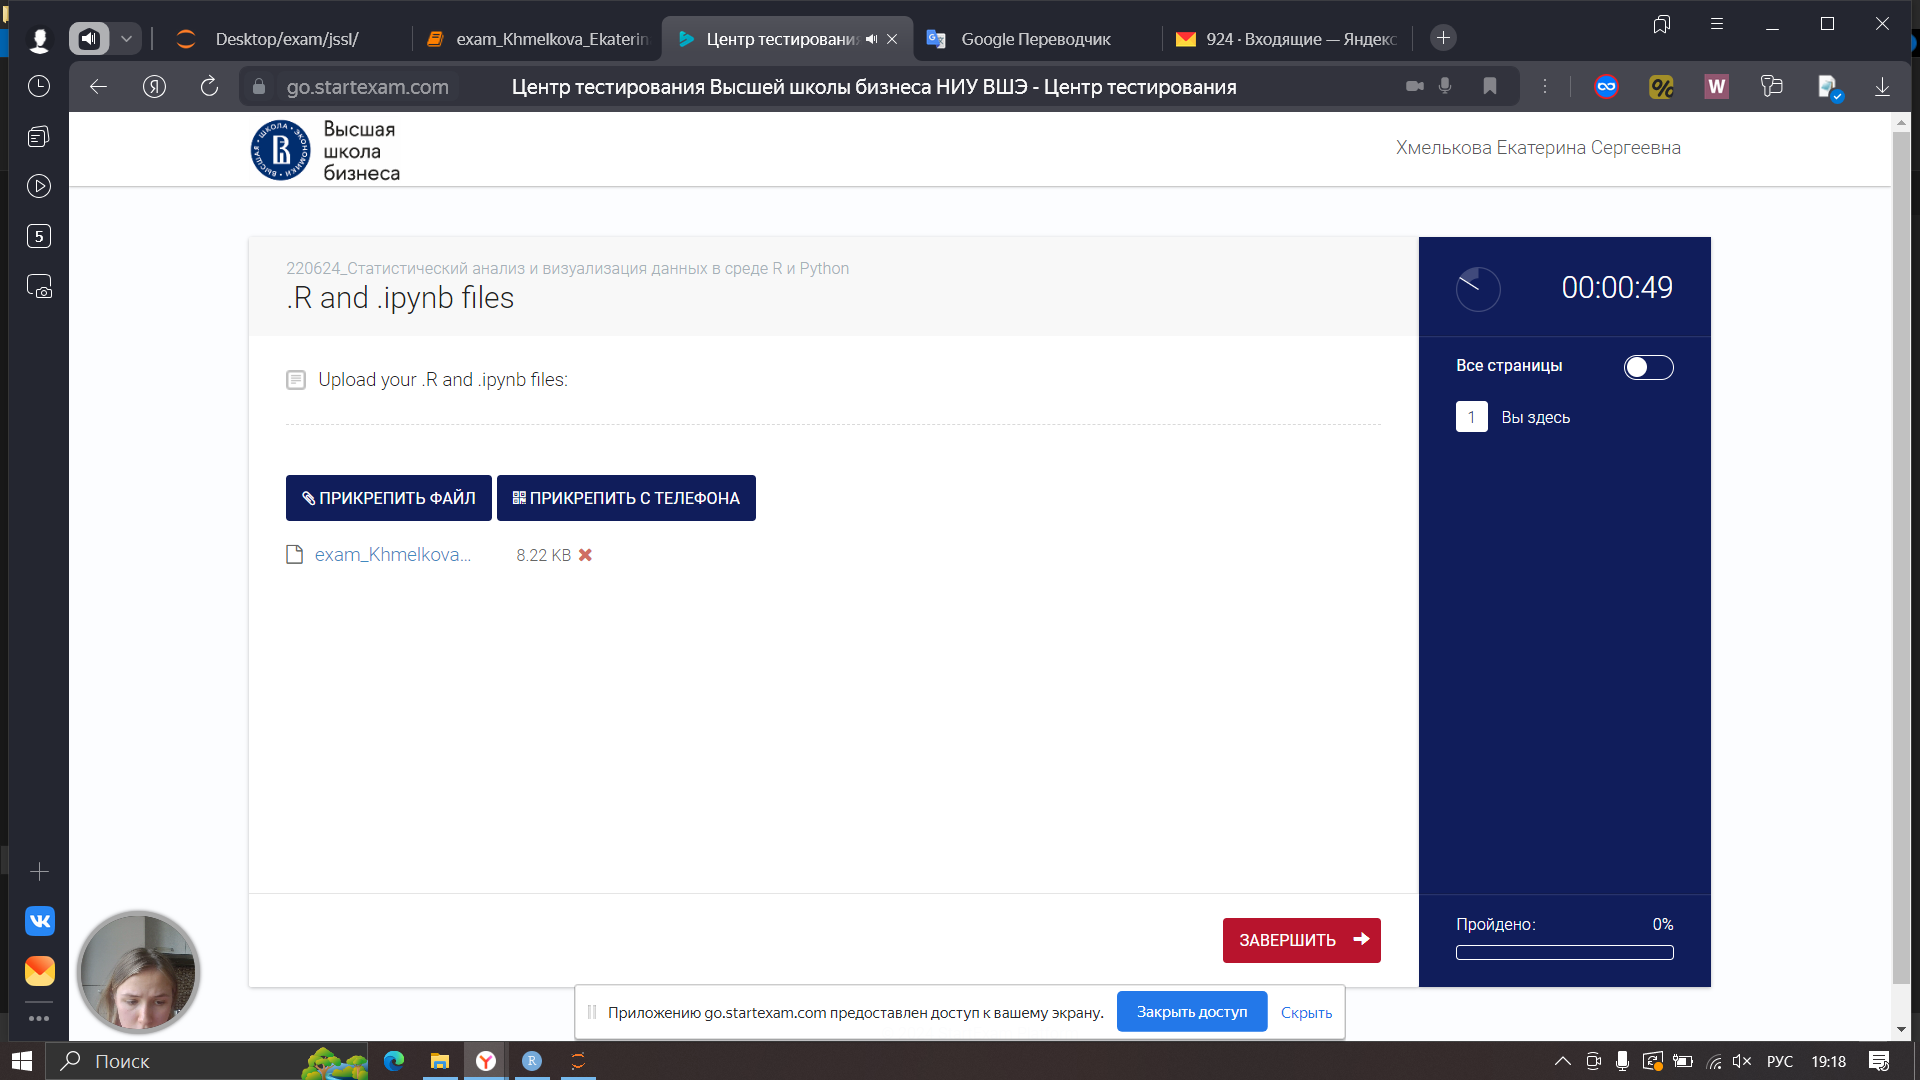 Desktop/exam/jssl/
exam_Khmelkova_Ekaterin
Центр тестировани
Google Переводчик
924 · Входящие — Яндекс
Я
go.startexam.com
Центр тестирования Высшей школы бизнеса НИУ ВШЭ - Центр тестирования
%
W
5
Высшая
школа
бизнеса
ВЫСШАЯ • ШКОЛА • ЭКОНОМИКИ
Хмелькова Екатерина Сергеевна
220624_Статистический анализ и визуализация данных в среде R и Python
.R and .ipynb files
00:00:49
Upload your .R and .ipynb files:
Все страницы
1 Вы здесь
ПРИКРЕПИТЬ ФАЙЛ
ПРИКРЕПИТЬ С ТЕЛЕФОНА
exam_Khmelkova...
8.22 KB
ЗАВЕРШИТЬ
Пройдено: 0%
Приложению go.startexam.com предоставлен доступ к вашему экрану.
Закрыть доступ
Скрыть
Поиск
Y
R
РУС
19:18